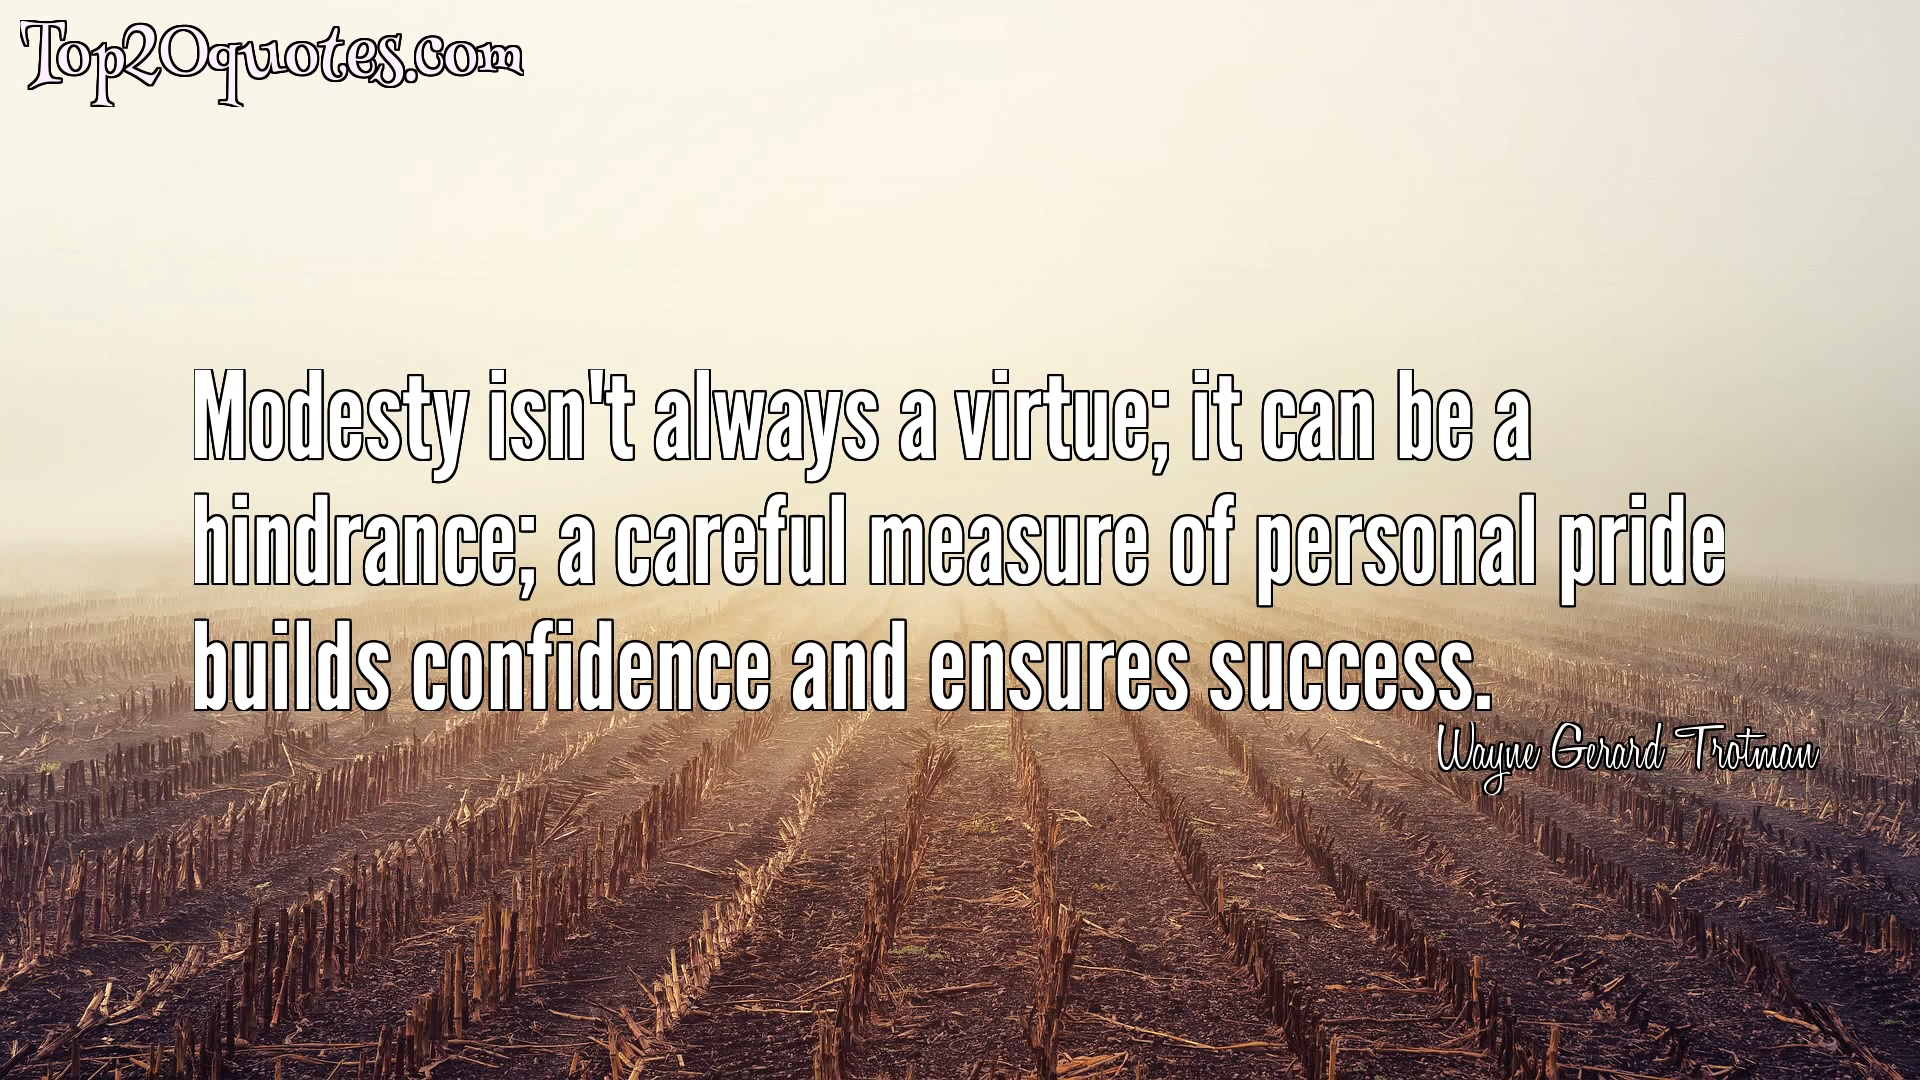 Top20quotes.com
Modesty isn't always a virtue; it can be a
hindrance; a careful measure of personal pride
builds confidence and ensures success.
Wayne Gerard Trotman